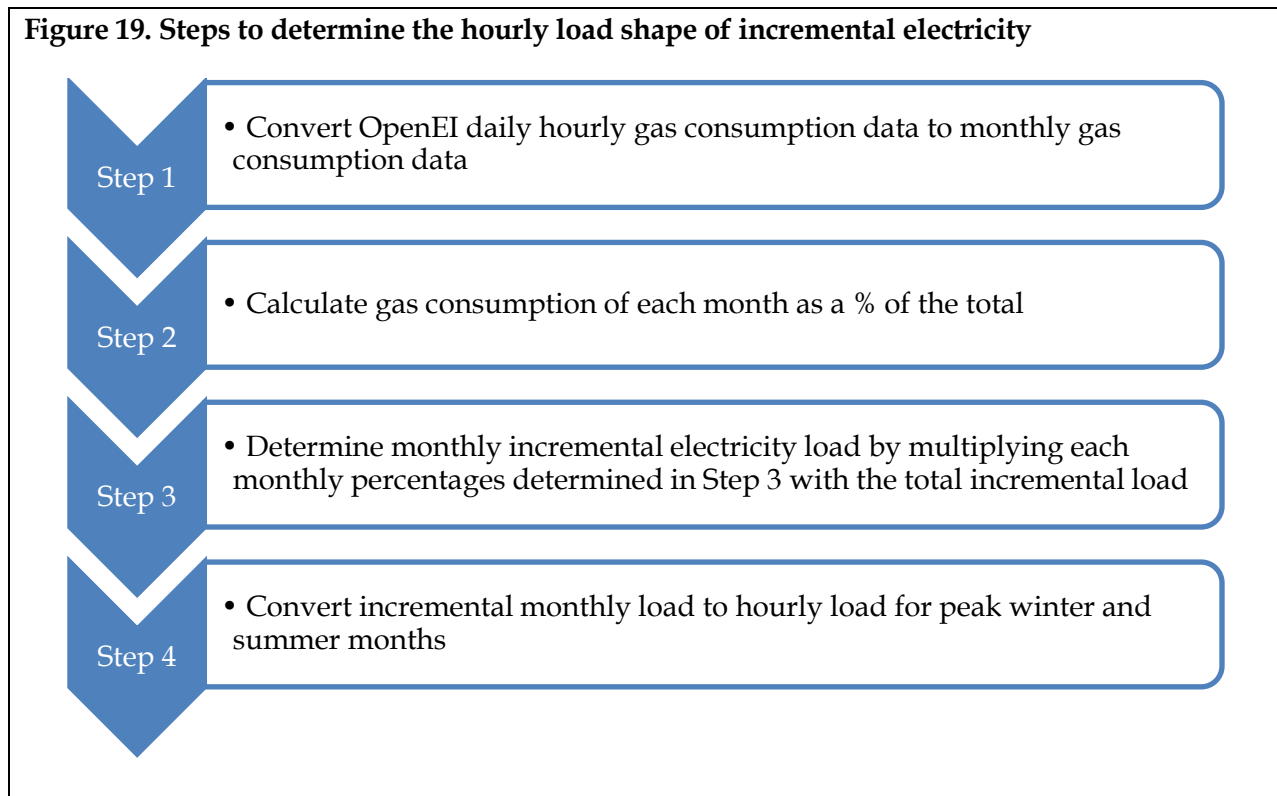 Figure 19. Steps to determine the hourly load shape of incremental electricity
Step 1
• Convert OpenEI daily hourly gas consumption data to monthly gas
consumption data
Step 2
• Calculate gas consumption of each month as a % of the total
Step 3
• Determine monthly incremental electricity load by multiplying each
monthly percentages determined in Step 3 with the total incremental load
Step 4
• Convert incremental monthly load to hourly load for peak winter and
summer months